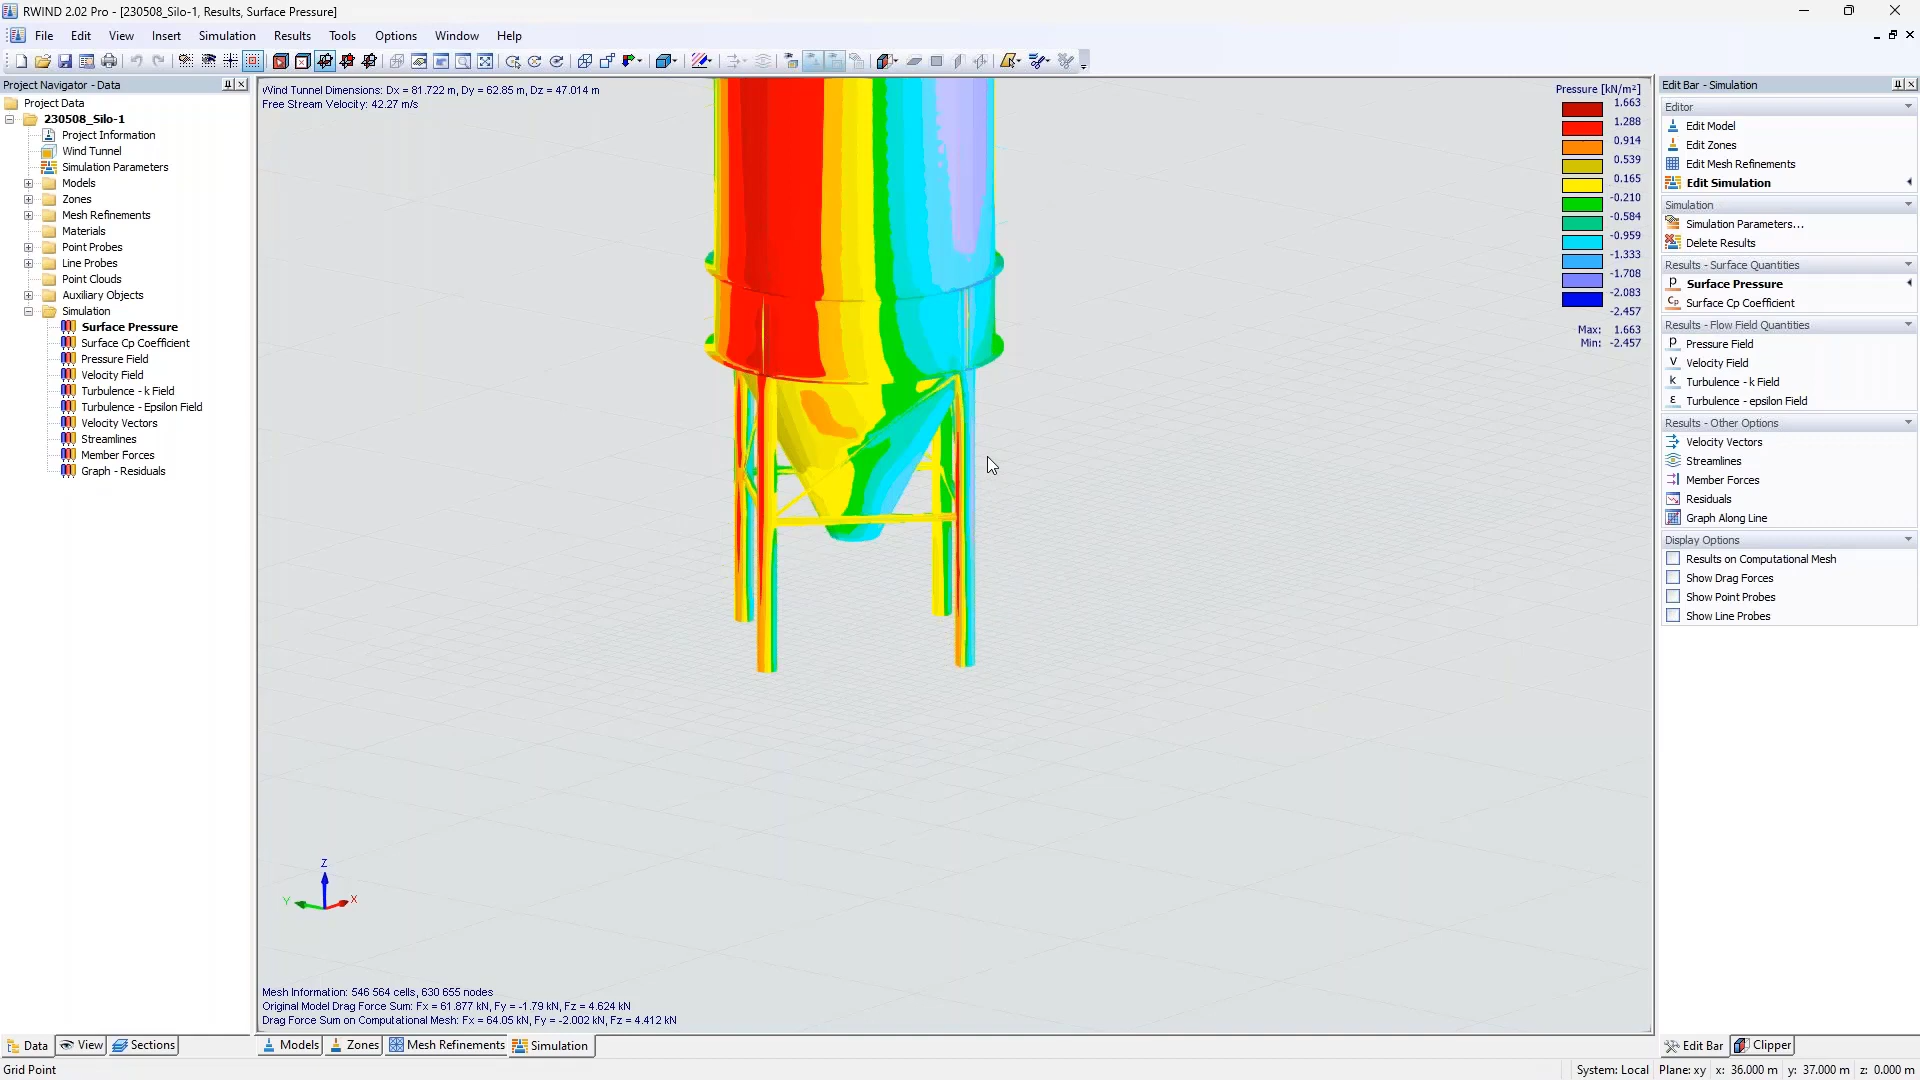 RWIND 2.02 Pro - [230508_Silo-1, Results, Surface Pressure]
File Edit View Insert Simulation Results Tools Options Window Help
Project Navigator - Data
Project Data
230508_Silo-1
Project Information
Wind Tunnel
Simulation Parameters
Models
Zones
Mesh Refinements
Materials
Point Probes
Line Probes
Point Clouds
Auxiliary Objects
Simulation
Surface Pressure
Surface Cp Coefficient
Pressure Field
Velocity Field
Turbulence - k Field
Turbulence - Epsilon Field
Velocity Vectors
Streamlines
Member Forces
Graph - Residuals
Data View Sections
Wind Tunnel Dimensions: Dx = 81.722 m, Dy = 62.85 m, Dz = 47.014 m
Free Stream Velocity: 42.27 m/s
Pressure [kN/m²]
1.663
1.288
0.914
0.539
0.165
-0.210
-0.584
-0.959
-1.333
-1.708
-2.083
-2.457
Max: 1.663
Min: -2.457
Z
Y X
Mesh Information: 546 564 cells, 630 655 nodes
Original Model Drag Force Sum: Fx = 61.877 kN, Fy = -1.79 kN, Fz = 4.624 kN
Drag Force Sum on Computational Mesh: Fx = 64.05 kN, Fy = -2.002 kN, Fz = 4.412 kN
Models Zones Mesh Refinements Simulation
Edit Bar - Simulation
Editor
Edit Model
Edit Zones
Edit Mesh Refinements
Edit Simulation
Simulation
Simulation Parameters...
Delete Results
Results - Surface Quantities
p Surface Pressure
Cp Surface Cp Coefficient
Results - Flow Field Quantities
p Pressure Field
V Velocity Field
K Turbulence - k Field
ε Turbulence - epsilon Field
Results - Other Options
Velocity Vectors
Streamlines
Member Forces
Residuals
Graph Along Line
Display Options
Results on Computational Mesh
Show Drag Forces
Show Point Probes
Show Line Probes
Edit Bar Clipper
Grid Point
System: Local Plane: xy x: 36.000 m y: 37.000 m z: 0.000 m